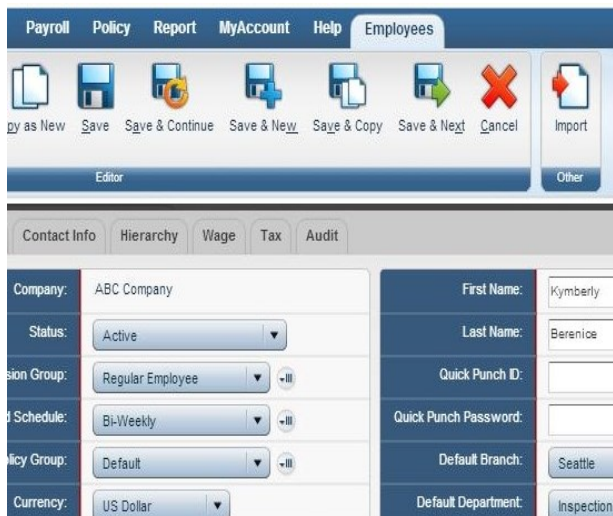 Payroll Policy Report MyAccount Help Employees
py as New Save Save & Continue Save & New Save & Copy Save & Next Cancel Import
Editor Other
Contact Info Hierarchy Wage Tax Audit
Company: ABC Company First Name: Kymberly
Status: Active Last Name: Berenice
sion Group: Regular Employee Quick Punch ID:
d Schedule: Bi-Weekly Quick Punch Password:
licy Group: Default Default Branch: Seattle
Currency: US Dollar Default Department: Inspection